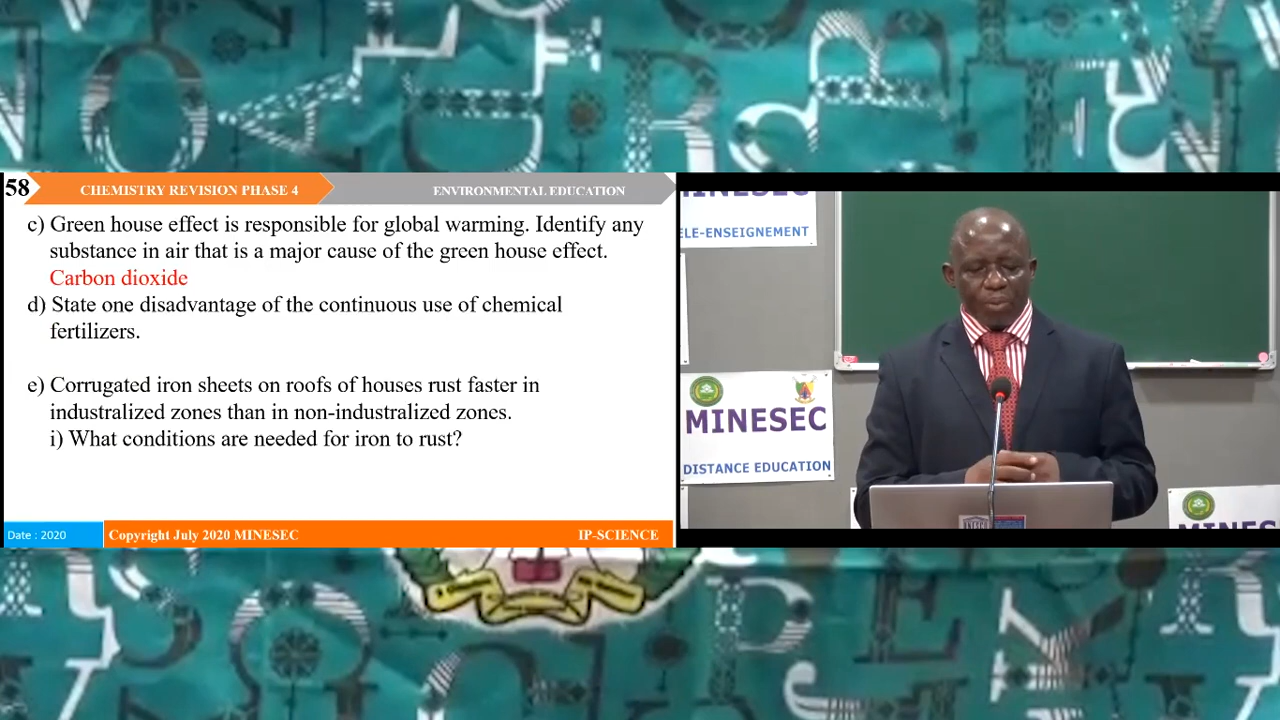 58
CHEMISTRY REVISION PHASE 4
ENVIRONMENTAL EDUCATION
c) Green house effect is responsible for global warming. Identify any
substance in air that is a major cause of the green house effect.
Carbon dioxide
d) State one disadvantage of the continuous use of chemical
fertilizers.
e) Corrugated iron sheets on roofs of houses rust faster in
industralized zones than in non-industralized zones.
i) What conditions are needed for iron to rust?
Date : 2020
Copyright July 2020 MINESEC
IP-SCIENCE
MINESEC
ELE-ENSEIGNEMENT
MINESEC
DISTANCE EDUCATION
MINES